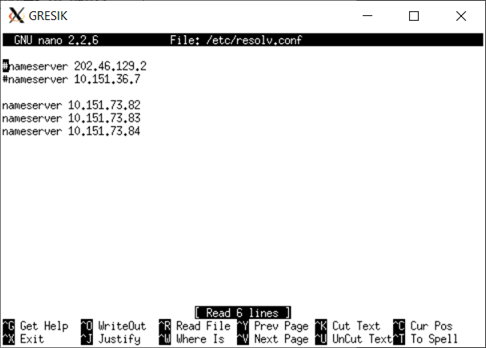 GRESIK
GNU nano 2.2.6 File: /etc/resolv.conf
#nameserver 202.46.129.2
#nameserver 10.151.36.7
nameserver 10.151.73.82
nameserver 10.151.73.83
nameserver 10.151.73.84
[ Read 6 lines ]
^G Get Help ^O WriteOut ^R Read File ^Y Prev Page ^K Cut Text ^C Cur Pos
^X Exit ^J Justify ^W Where Is ^V Next Page ^U UnCut Text ^T To Spell